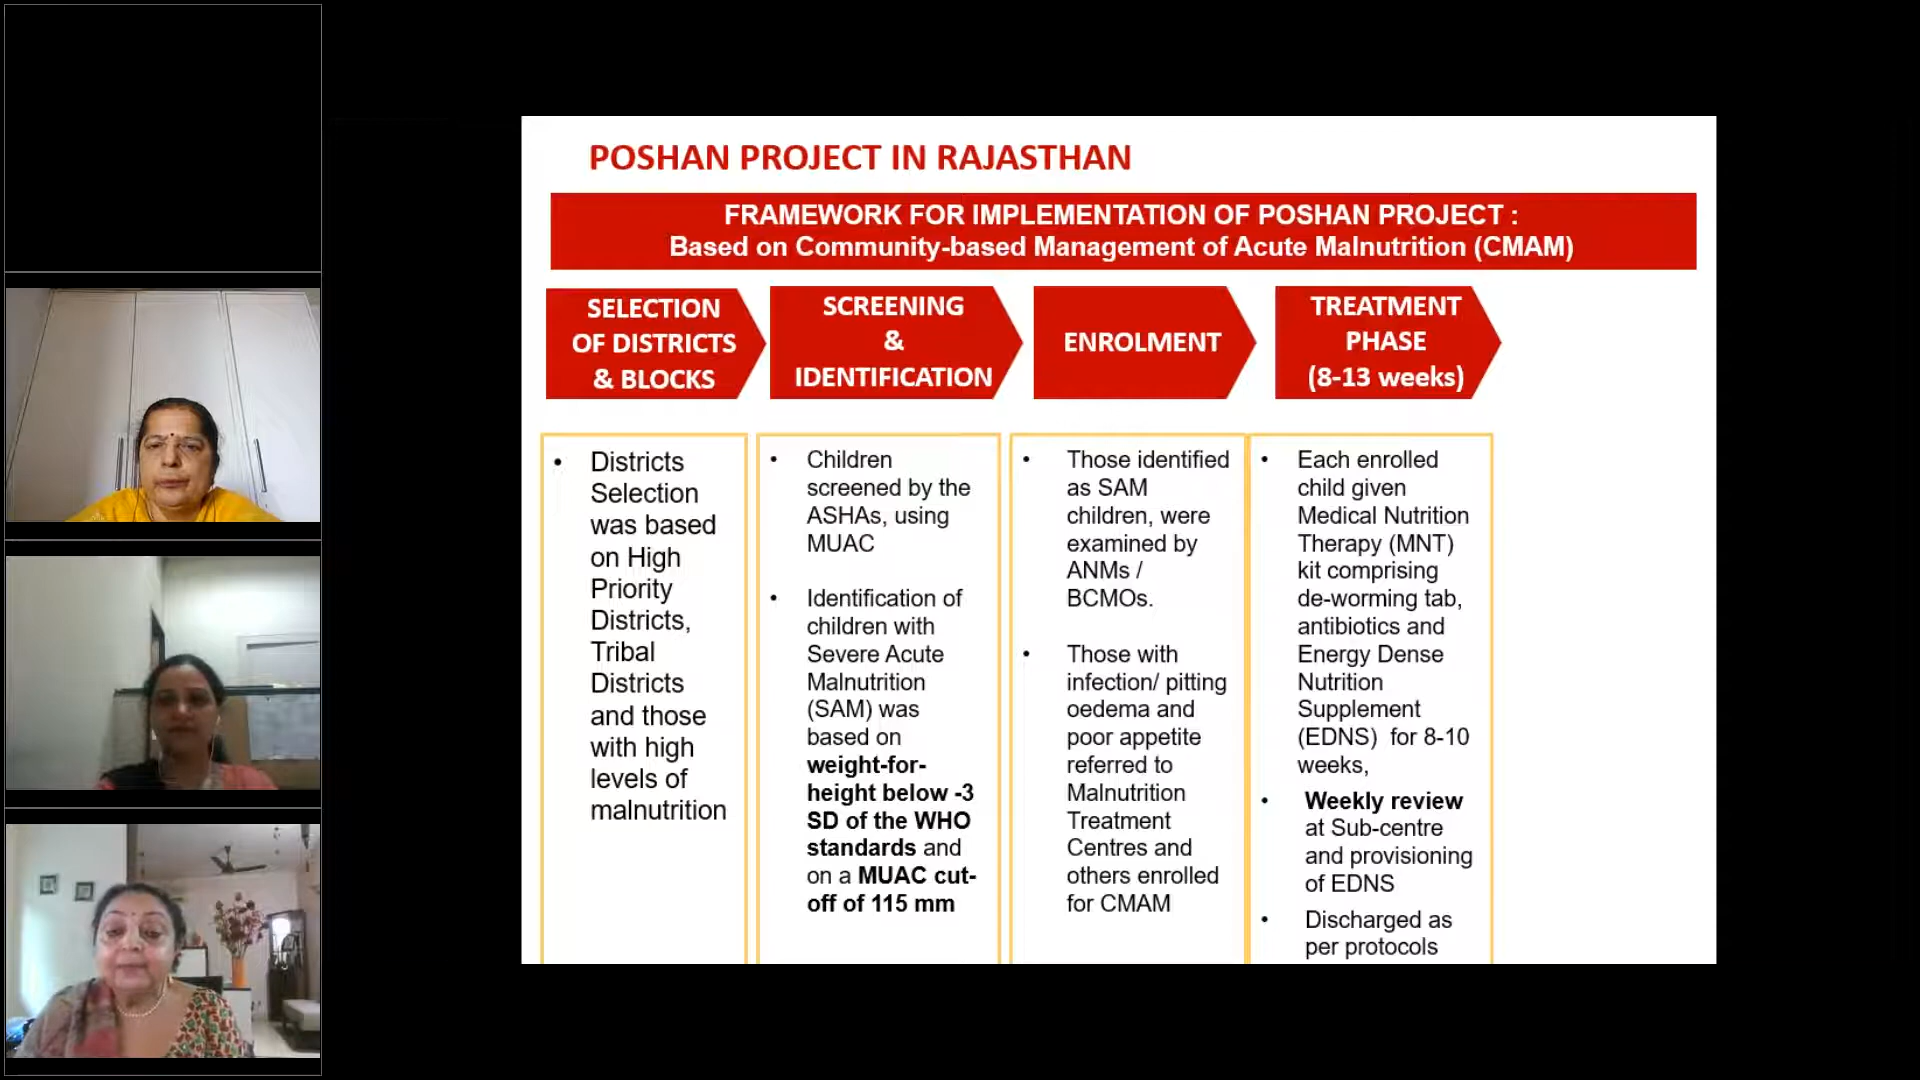 POSHAN PROJECT IN RAJASTHAN
FRAMEWORK FOR IMPLEMENTATION OF POSHAN PROJECT :
Based on Community-based Management of Acute Malnutrition (CMAM)
SELECTION
OF DISTRICTS
& BLOCKS
SCREENING
&
IDENTIFICATION
ENROLMENT
TREATMENT
PHASE
(8-13 weeks)
• Districts
Selection
was based
on High
Priority
Districts,
Tribal
Districts
and those
with high
levels of
malnutrition
• Children
screened by the
ASHAs, using
MUAC
• Identification of
children with
Severe Acute
Malnutrition
(SAM) was
based on
weight-for-
height below -3
SD of the WHO
standards and
on a MUAC cut-
off of 115 mm
• Those identified
as SAM
children, were
examined by
ANMs /
BCMOs.
• Those with
infection/ pitting
oedema and
poor appetite
referred to
Malnutrition
Treatment
Centres and
others enrolled
for CMAM
• Each enrolled
child given
Medical Nutrition
Therapy (MNT)
kit comprising
de-worming tab,
antibiotics and
Energy Dense
Nutrition
Supplement
(EDNS) for 8-10
weeks,
• Weekly review
at Sub-centre
and provisioning
of EDNS
• Discharged as
per protocols